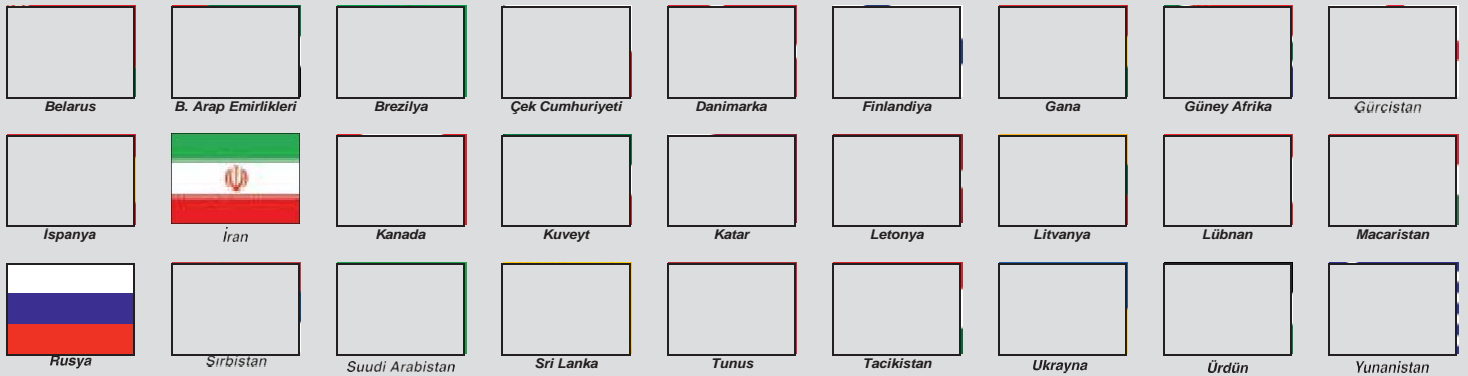 Belarus B. Arap Emirlikleri Brezilya Çek Cumhuriyeti Danimarka Finlandiya Gana Güney Afrika Gürcistan
İspanya İran Kanada Kuveyt Katar Letonya Litvanya Lübnan Macaristan
Rusya Sırbistan Suudi Arabistan Sri Lanka Tunus Tacikistan Ukrayna Ürdün Yunanistan